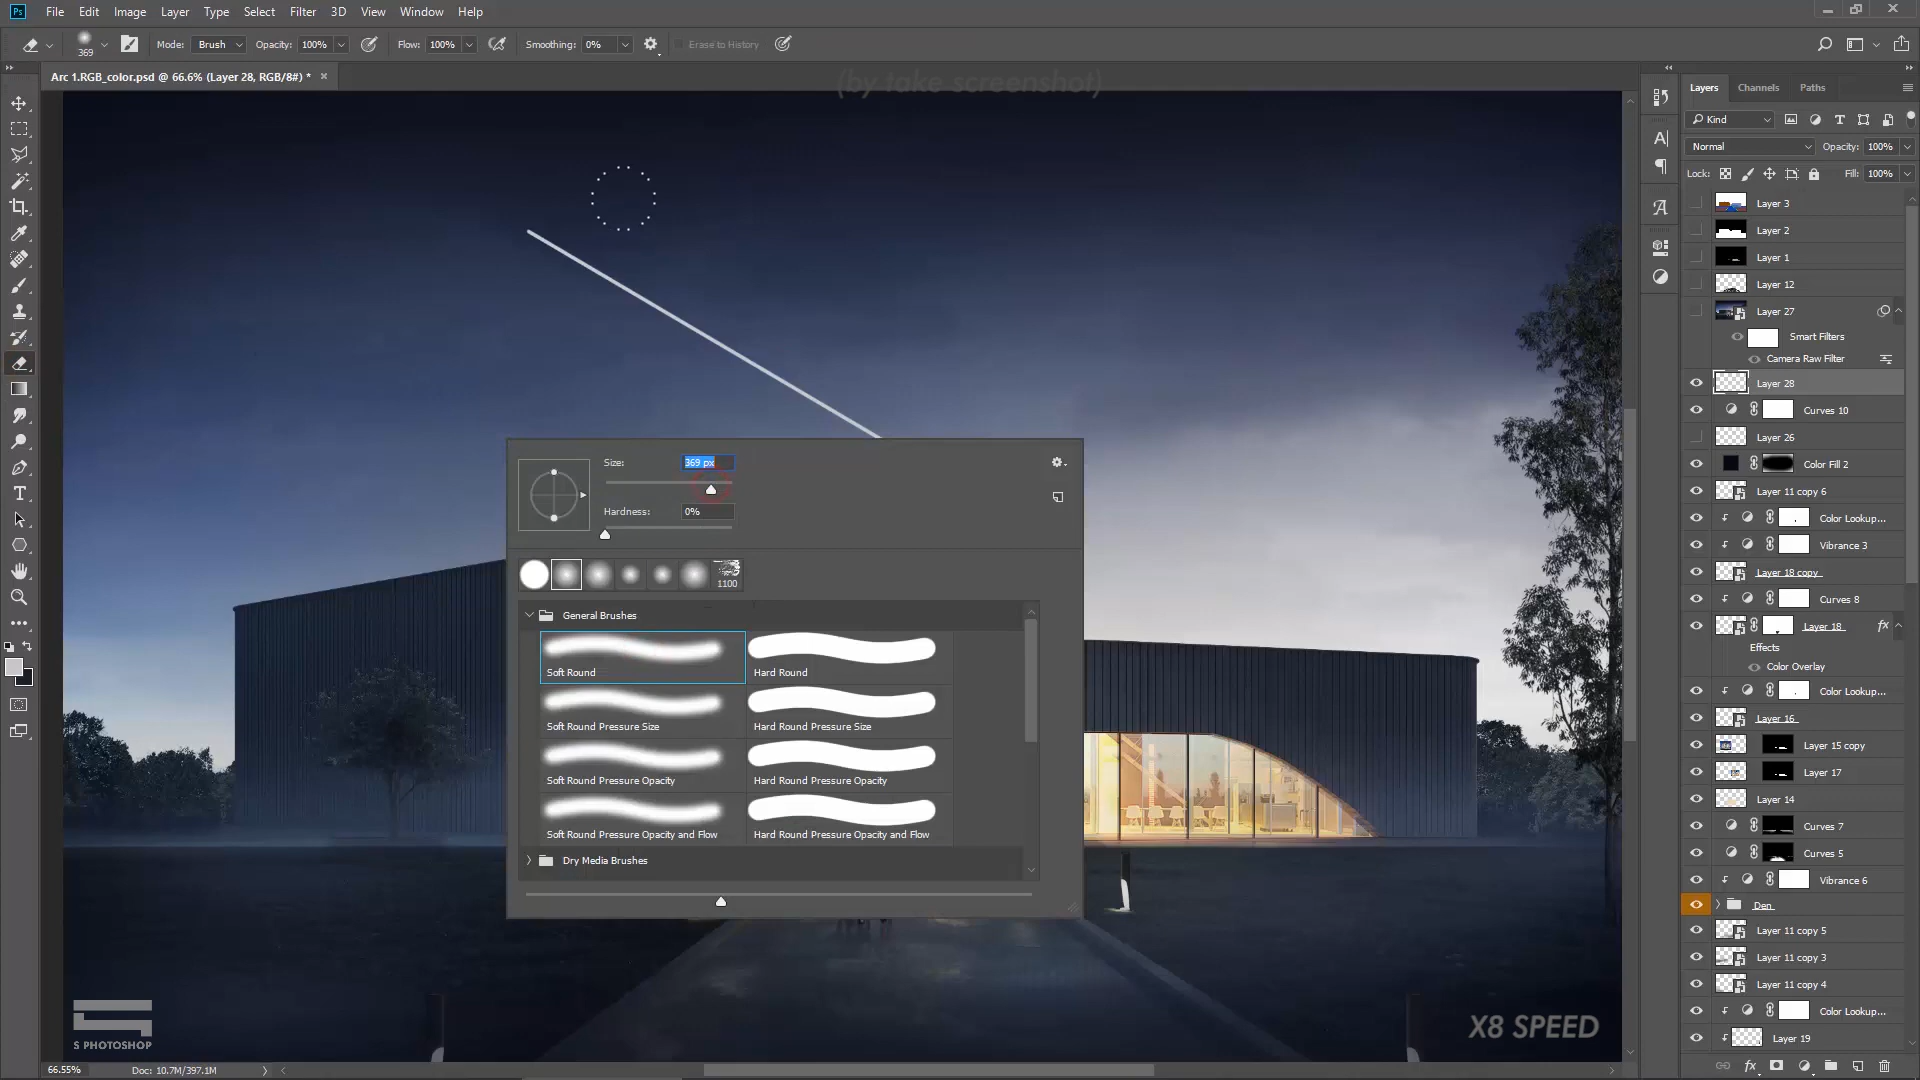 Ps File Edit Image Layer Type Select Filter 3D View Window Help
369 Mode: Brush Opacity: 100% Flow: 100% Smoothing: 0% Erase to History
Arc 1.RGB_color.psd @ 66.6% (Layer 28, RGB/8#) * ×
(by take screenshot)
Layers Channels Paths
Kind
Normal Opacity: 100%
Lock: Fill: 100%
Layer 3
Layer 2
Layer 1
Layer 12
Layer 27
Smart Filters
Camera Raw Filter
Layer 28
Curves 10
Layer 26
Color Fill 2
Layer 11 copy 6
Color Lookup...
Vibrance 3
Layer 18 copy
Curves 8
Layer 18 fx
Effects
Color Overlay
Color Lookup...
Layer 16
Layer 15 copy
Layer 17
Layer 14
Curves 7
Curves 5
Vibrance 6
Den
Layer 11 copy 5
Layer 11 copy 3
Layer 11 copy 4
Color Lookup...
Layer 19
Size: 369 px
Hardness: 0%
1100
General Brushes
Soft Round Hard Round
Soft Round Pressure Size Hard Round Pressure Size
Soft Round Pressure Opacity Hard Round Pressure Opacity
Soft Round Pressure Opacity and Flow Hard Round Pressure Opacity and Flow
Dry Media Brushes
S PHOTOSHOP
X8 SPEED
66.55% Doc: 10.7M/397.1M